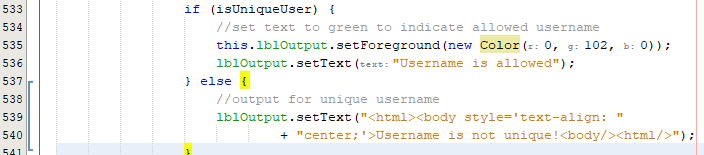 533 if (isUniqueUser) {
534 //set text to green to indicate allowed username
535 this.lblOutput.setForeground(new Color(r: 0, g: 102, b: 0));
536 lblOutput.setText(text: "Username is allowed");
537 } else {
538 //output for unique username
539 lblOutput.setText("<html><body style='text-align: "
540 + "center;'>Username is not unique!<body/><html/>");
541 }